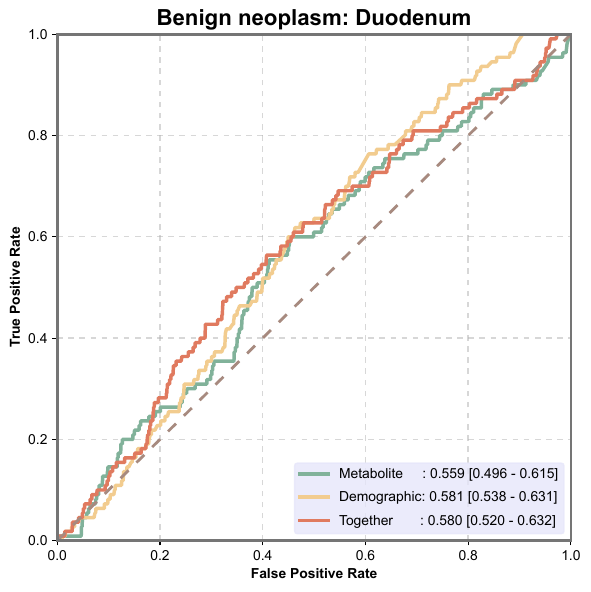 Benign neoplasm: Duodenum
1.0
0.8
0.6
0.4
0.2
0.0
True Positive Rate
Metabolite : 0.559 [0.496 - 0.615]
Demographic: 0.581 [0.538 - 0.631]
Together : 0.580 [0.520 - 0.632]
0.0 0.2 0.4 0.6 0.8 1.0
False Positive Rate